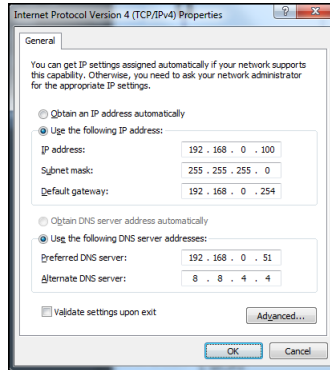 Internet Protocol Version 4 (TCP/IPv4) Properties
General
You can get IP settings assigned automatically if your network supports
this capability. Otherwise, you need to ask your network administrator
for the appropriate IP settings.
Obtain an IP address automatically
Use the following IP address:
IP address: 192 . 168 . 0 . 100
Subnet mask: 255 . 255 . 255 . 0
Default gateway: 192 . 168 . 0 . 254
Obtain DNS server address automatically
Use the following DNS server addresses:
Preferred DNS server: 192 . 168 . 0 . 51
Alternate DNS server: 8 . 8 . 4 . 4
Validate settings upon exit
Advanced...
OK Cancel